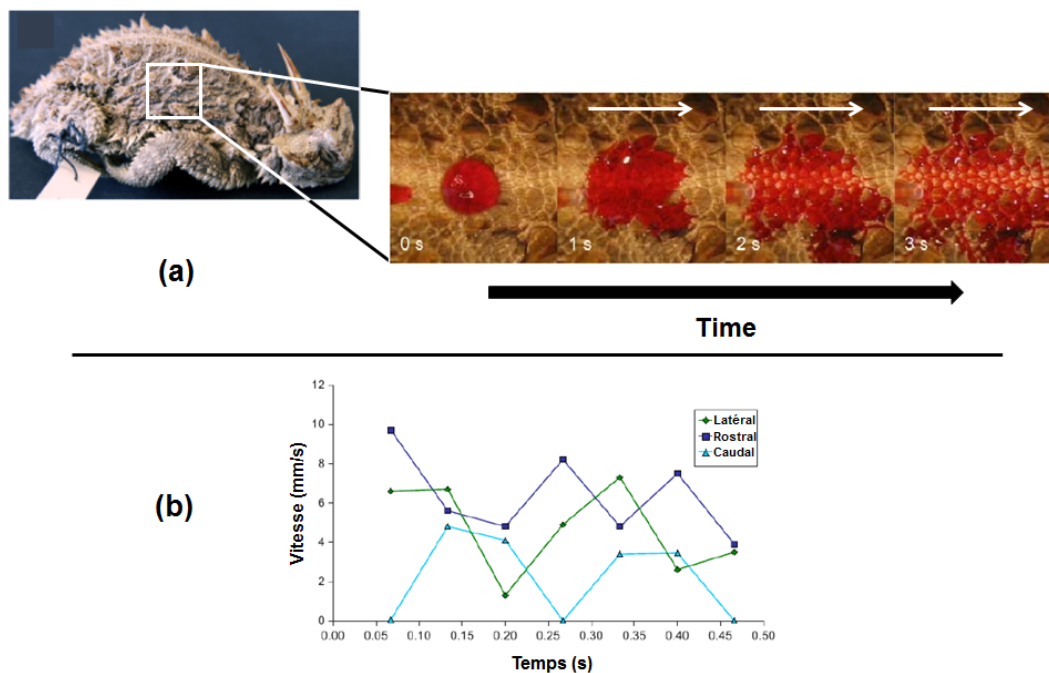 0 s
1 s
2 s
3 s
(a)
Time
(b)
Vitesse (mm/s)
12
10
8
6
4
2
0
0.00
0.05
0.10
0.15
0.20
0.25
0.30
0.35
0.40
0.45
0.50
Temps (s)
Latéral
Rostral
Caudal